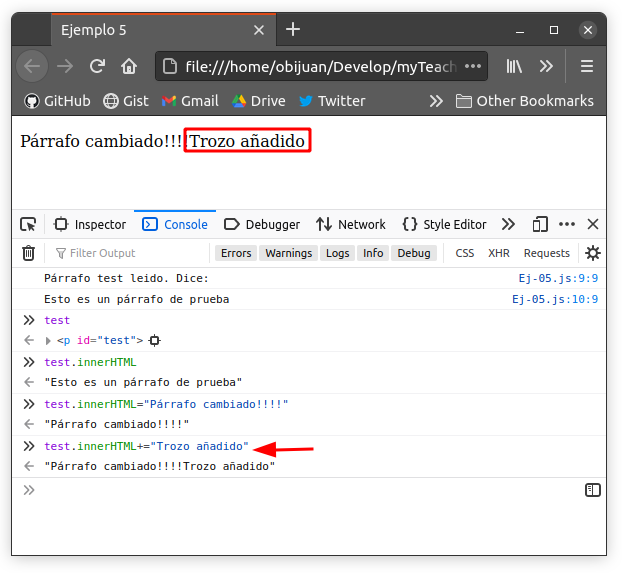 Ejemplo 5
file:///home/obijuan/Develop/myTeach
GitHub Gist Gmail Drive Twitter Other Bookmarks
Párrafo cambiado!!!!Trozo añadido
Inspector Console Debugger Network {} Style Editor
Filter Output Errors Warnings Logs Info Debug CSS XHR Requests
Párrafo test leido. Dice: Ej-05.js:9:9
Esto es un párrafo de prueba Ej-05.js:10:9
test
<p id="test">
test.innerHTML
"Esto es un párrafo de prueba"
test.innerHTML="Párrafo cambiado!!!!"
"Párrafo cambiado!!!!"
test.innerHTML+="Trozo añadido"
"Párrafo cambiado!!!!Trozo añadido"